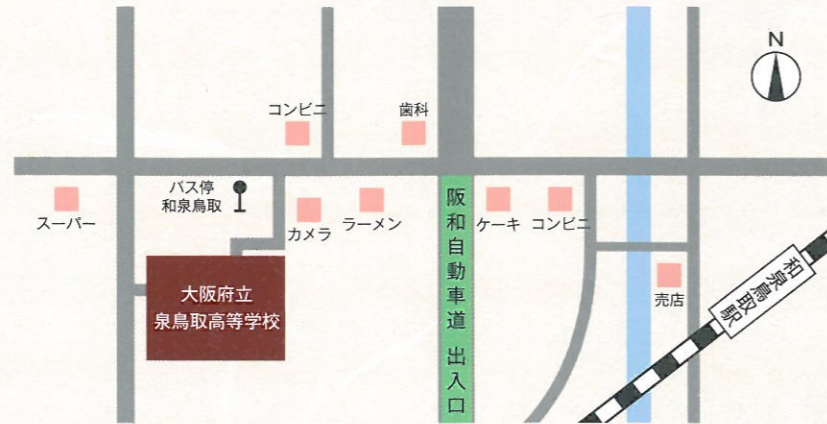 N
コンビニ
歯科
バス停
和泉鳥取
スーパー
カメラ
ラーメン
阪和自動車道 出入口
ケーキ
コンビニ
大阪府立
泉鳥取高等学校
売店
和泉鳥取駅